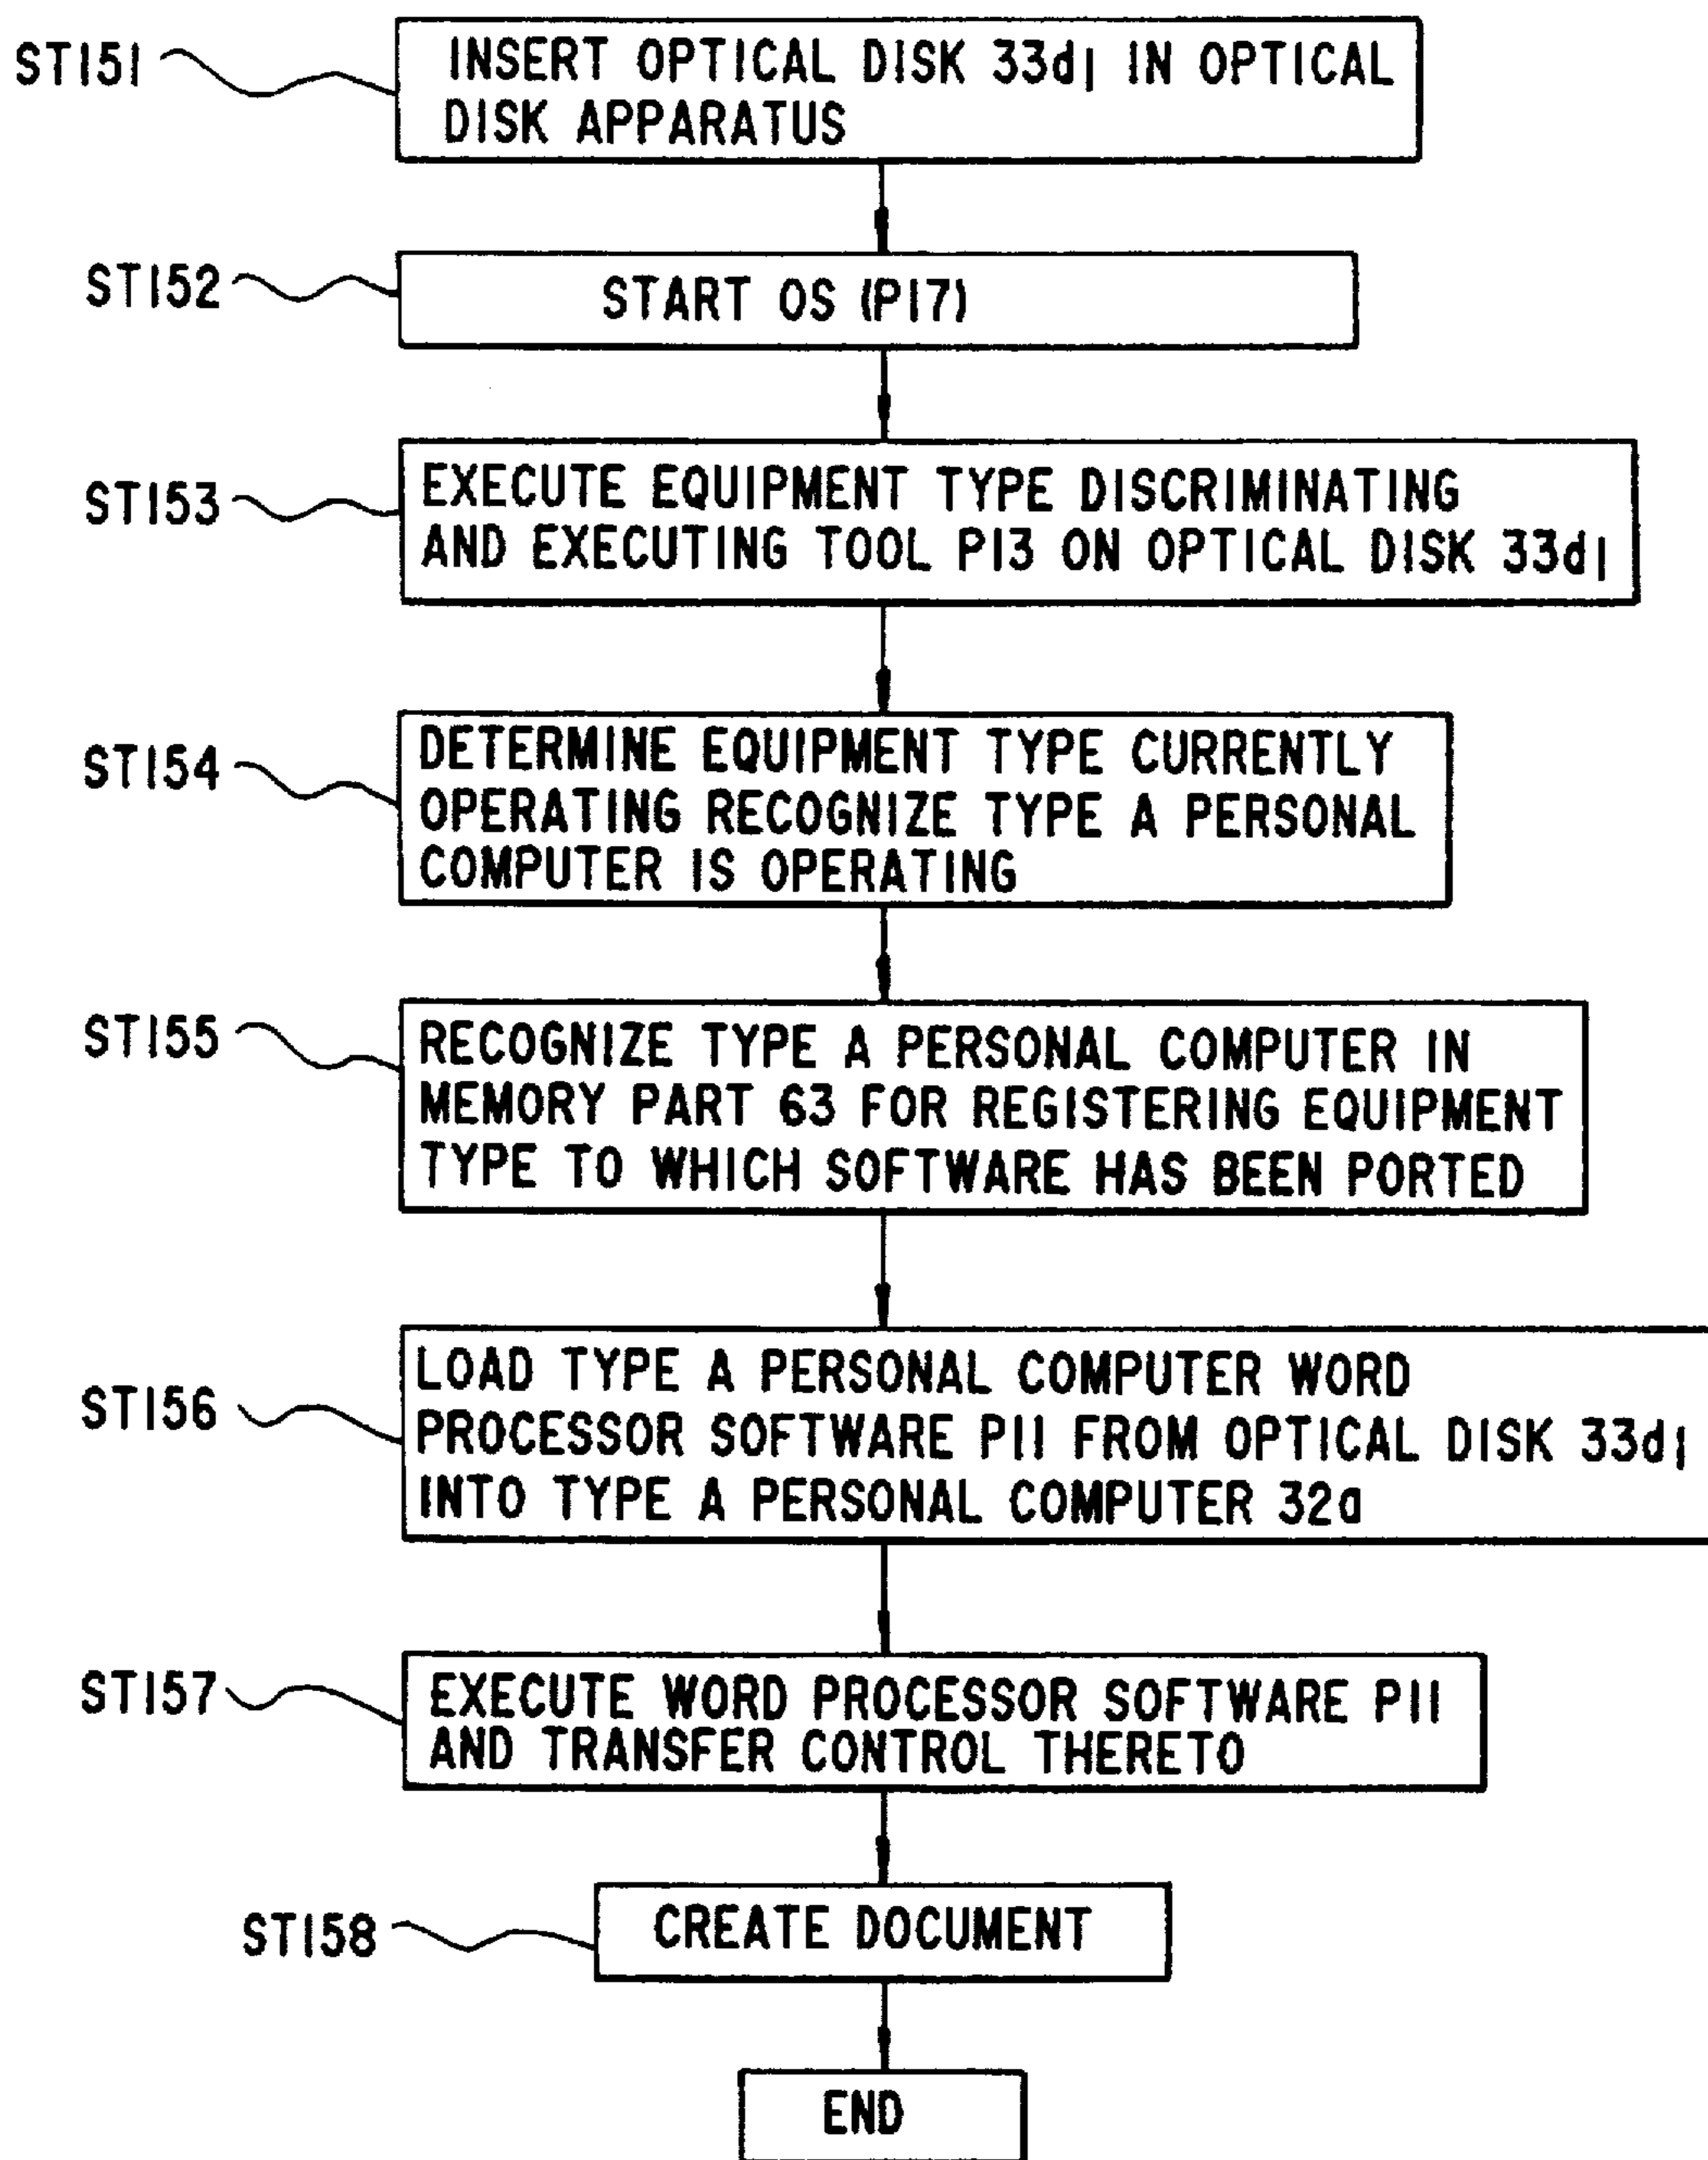 ST151
INSERT OPTICAL DISK 33d1 IN OPTICAL
DISK APPARATUS
ST152
START OS (P17)
ST153
EXECUTE EQUIPMENT TYPE DISCRIMINATING
AND EXECUTING TOOL P13 ON OPTICAL DISK 33d1
ST154
DETERMINE EQUIPMENT TYPE CURRENTLY
OPERATING RECOGNIZE TYPE A PERSONAL
COMPUTER IS OPERATING
ST155
RECOGNIZE TYPE A PERSONAL COMPUTER IN
MEMORY PART 63 FOR REGISTERING EQUIPMENT
TYPE TO WHICH SOFTWARE HAS BEEN PORTED
ST156
LOAD TYPE A PERSONAL COMPUTER WORD
PROCESSOR SOFTWARE P11 FROM OPTICAL DISK 33d1
INTO TYPE A PERSONAL COMPUTER 32a
ST157
EXECUTE WORD PROCESSOR SOFTWARE P11
AND TRANSFER CONTROL THERETO
ST158
CREATE DOCUMENT
END